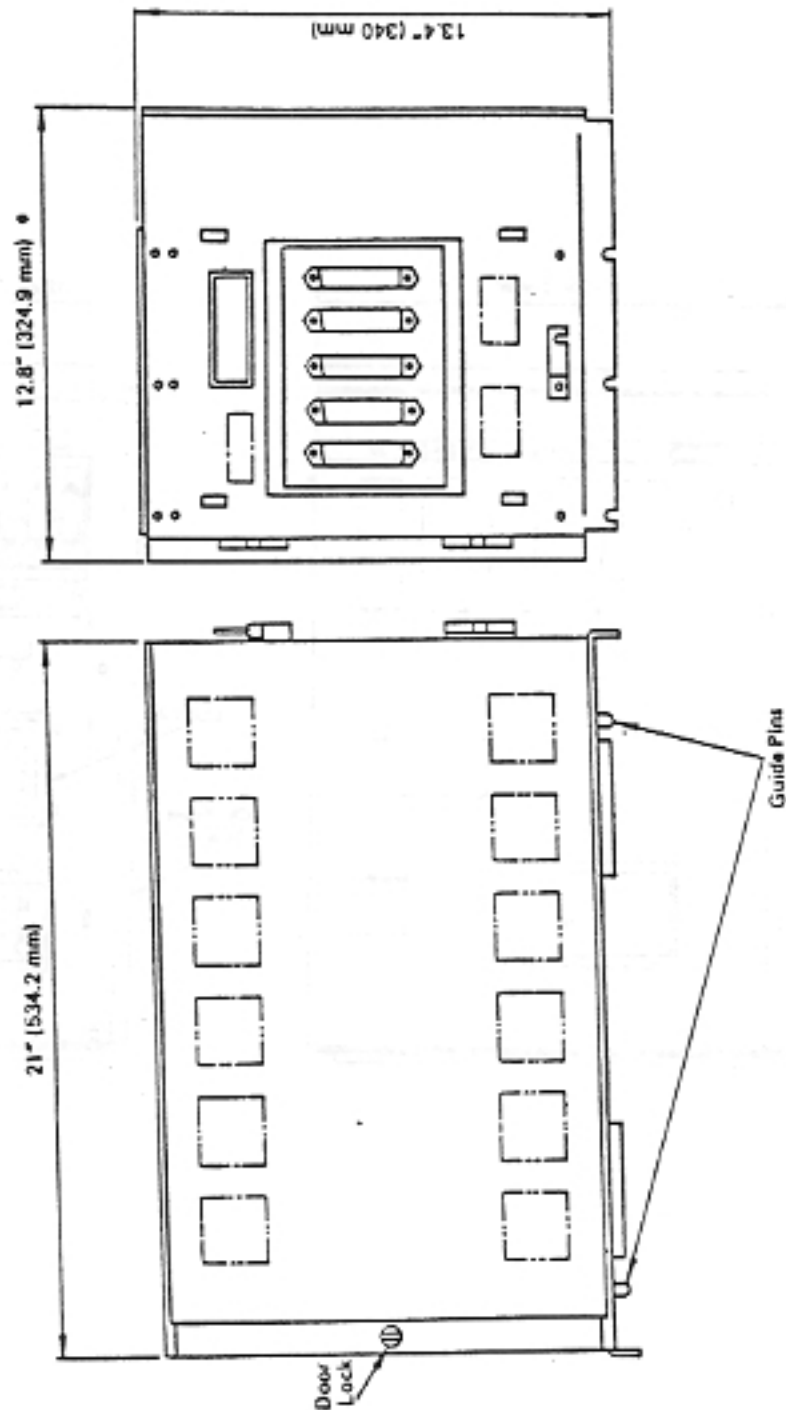 13.4" (340 mm)
12.8" (324.9 mm) *
21" (534.2 mm)
Guide Pins
Door
Lock